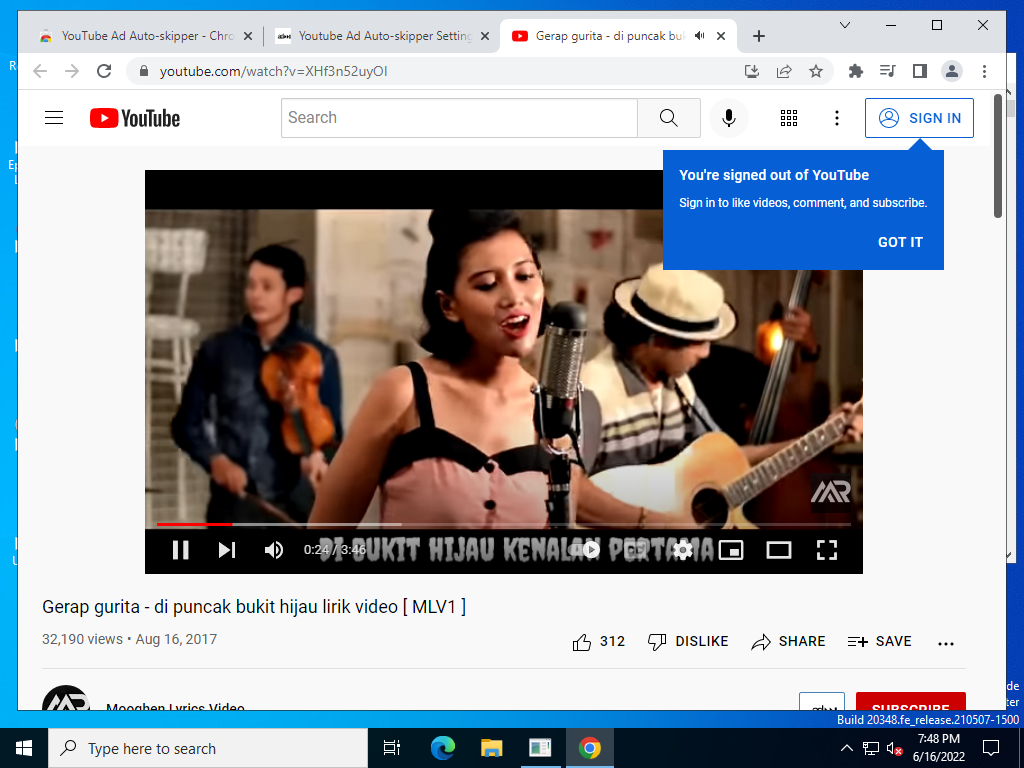 YouTube Ad Auto-skipper - Chro
Youtube Ad Auto-skipper Setting
Gerap gurita - di puncak buk
youtube.com/watch?v=XHf3n52uyOI
YouTube
Search
SIGN IN
You're signed out of YouTube
Sign in to like videos, comment, and subscribe.
GOT IT
MR
DI BUKIT HIJAU KENALAN PERTAMA
0:24 / 3:46
Gerap gurita - di puncak bukit hijau lirik video [ MLV1 ]
32,190 views • Aug 16, 2017
312
DISLIKE
SHARE
SAVE
Mooghen Lyrics Video
SUBSCRIBE
Build 20348.fe_release.210507-1500
Type here to search
7:48 PM
6/16/2022